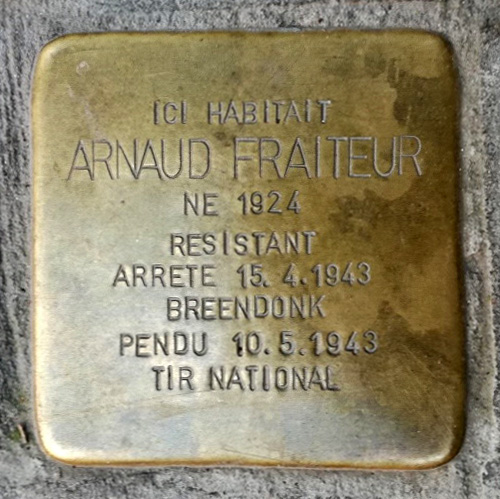 ICI HABITAIT
ARNAUD FRAITEUR
NE 1924
RESISTANT
ARRETE 15.4.1943
BREENDONK
PENDU 10.5.1943
TIR NATIONAL